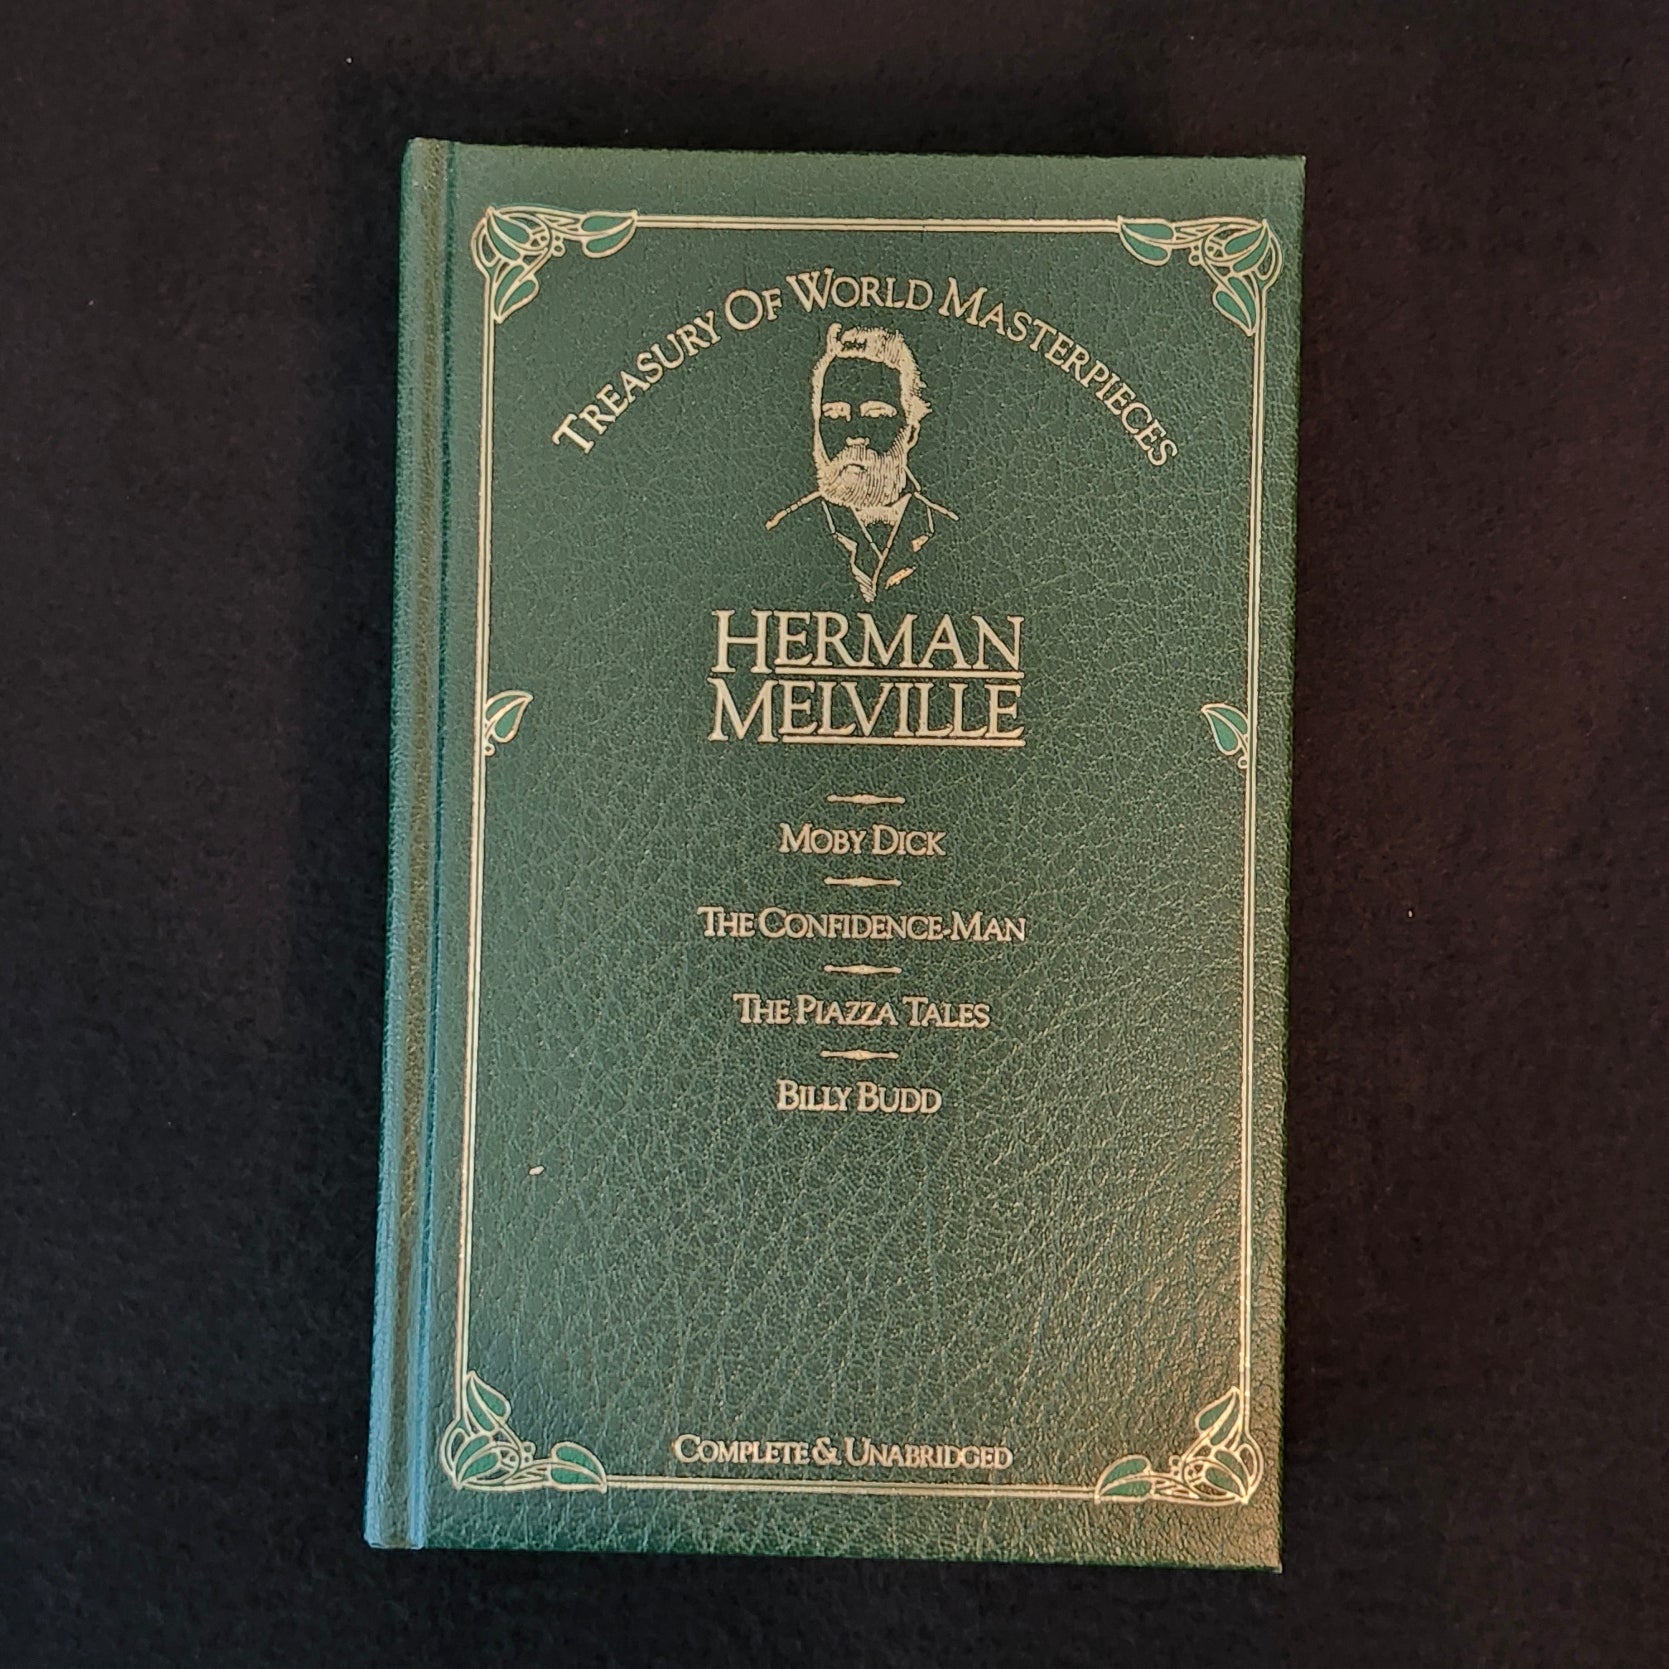 Treasury Of World Masterpieces
Herman
Melville
Moby Dick
The Confidence-Man
The Piazza Tales
Billy Budd
Complete & Unabridged